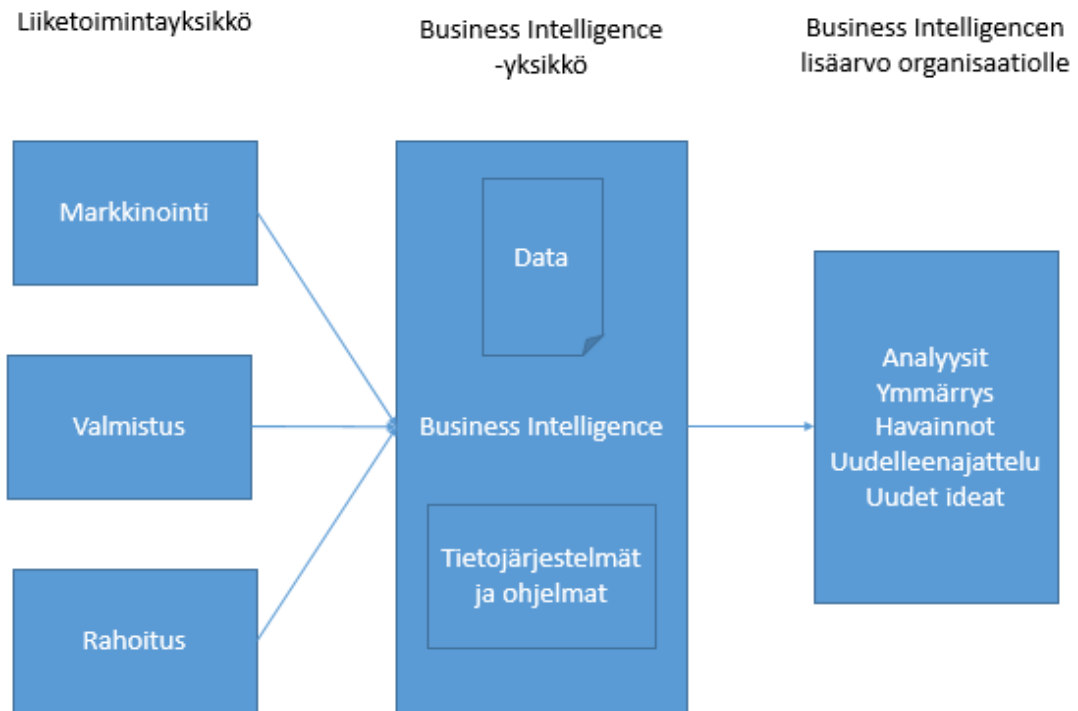 Liiketoimintayksikkö
Business Intelligence
-yksikkö
Business Intelligencen
lisäarvo organisaatiolle
Markkinointi
Valmistus
Rahoitus
Data
Business Intelligence
Tietojärjestelmät
ja ohjelmat
Analyysit
Ymmärrys
Havainnot
Uudelleenajattelu
Uudet ideat